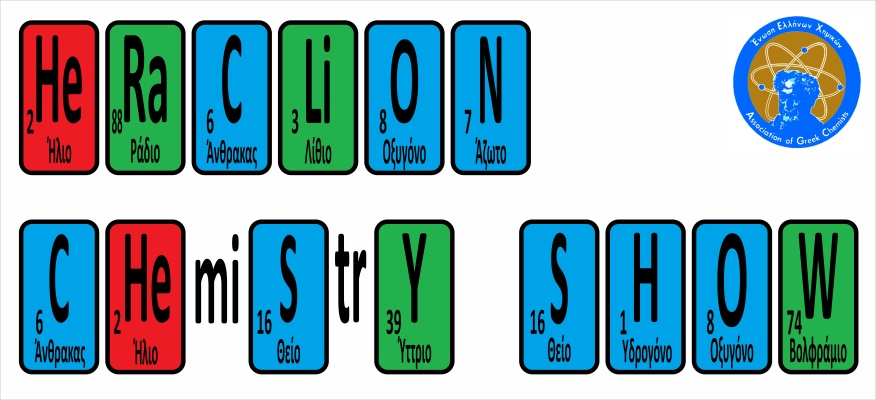 He Ra C Li O N
2 88 6 3 8 7
Ήλιο Ράδιο Άνθρακας Λίθιο Οξυγόνο Άζωτο
Ένωση Ελλήνων Χημικών
Association of Greek Chemists
C He mi S tr Y S H O W
6 2 16 39 16 1 8 74
Άνθρακας Ήλιο Θείο Ύττριο Θείο Υδρογόνο Οξυγόνο Βολφράμιο